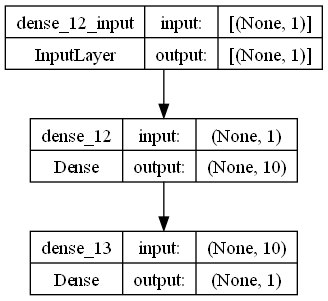 dense_12_input input: [(None, 1)]
InputLayer output: [(None, 1)]
dense_12 input: (None, 1)
Dense output: (None, 10)
dense_13 input: (None, 10)
Dense output: (None, 1)